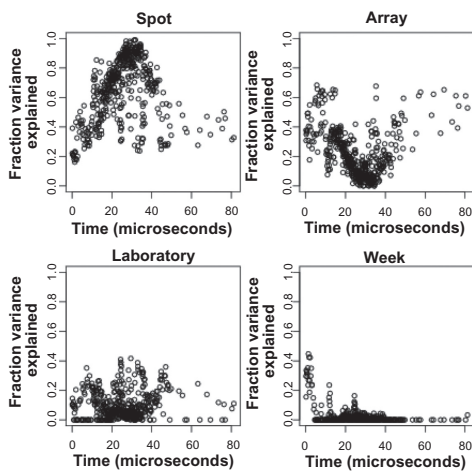 Spot
Array
Fraction variance
explained
0.0 0.2 0.4 0.6 0.8 1.0
0 20 40 60 80
Time (microseconds)
Fraction variance
explained
0.0 0.2 0.4 0.6 0.8 1.0
0 20 40 60 80
Time (microseconds)
Laboratory
Week
Fraction variance
explained
0.0 0.2 0.4 0.6 0.8 1.0
0 20 40 60 80
Time (microseconds)
Fraction variance
explained
0.0 0.2 0.4 0.6 0.8 1.0
0 20 40 60 80
Time (microseconds)